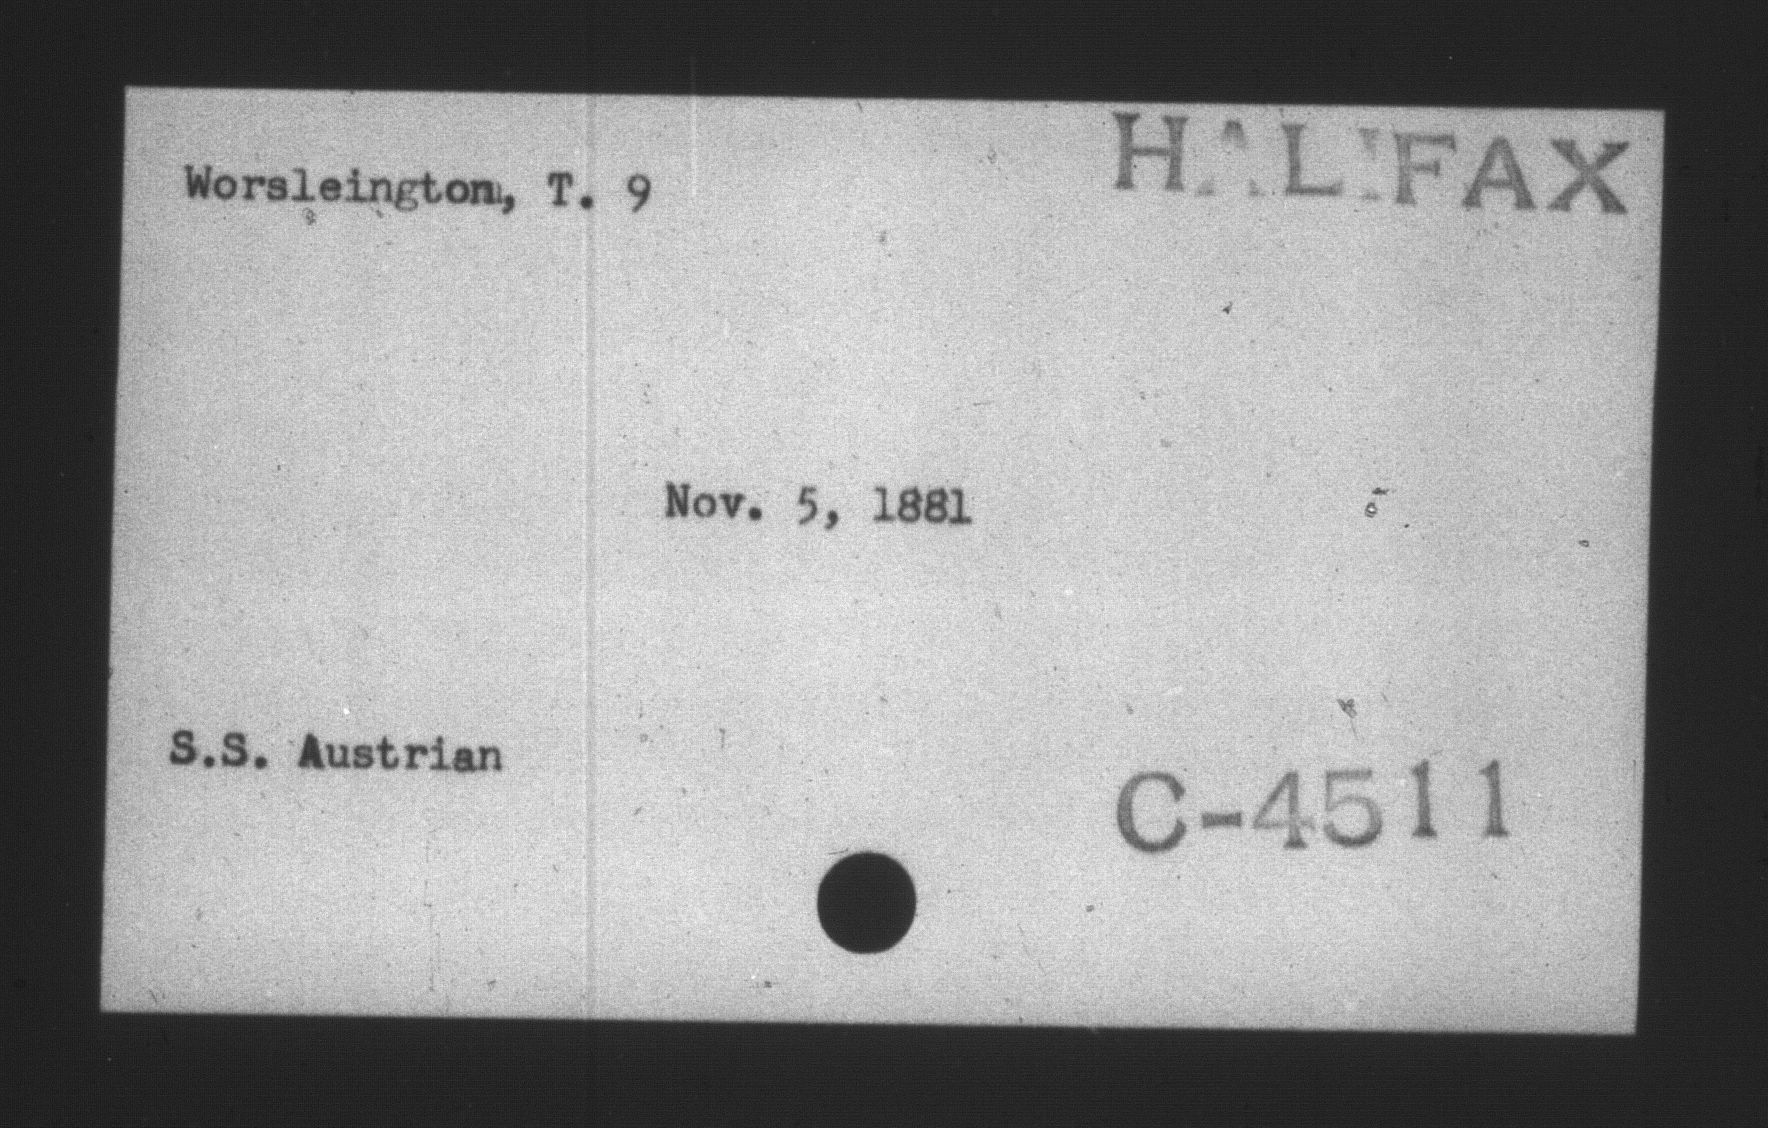 HALIFAX
Worsleington, T. 9
Nov. 5, 1881
S.S. Austrian
C-4511